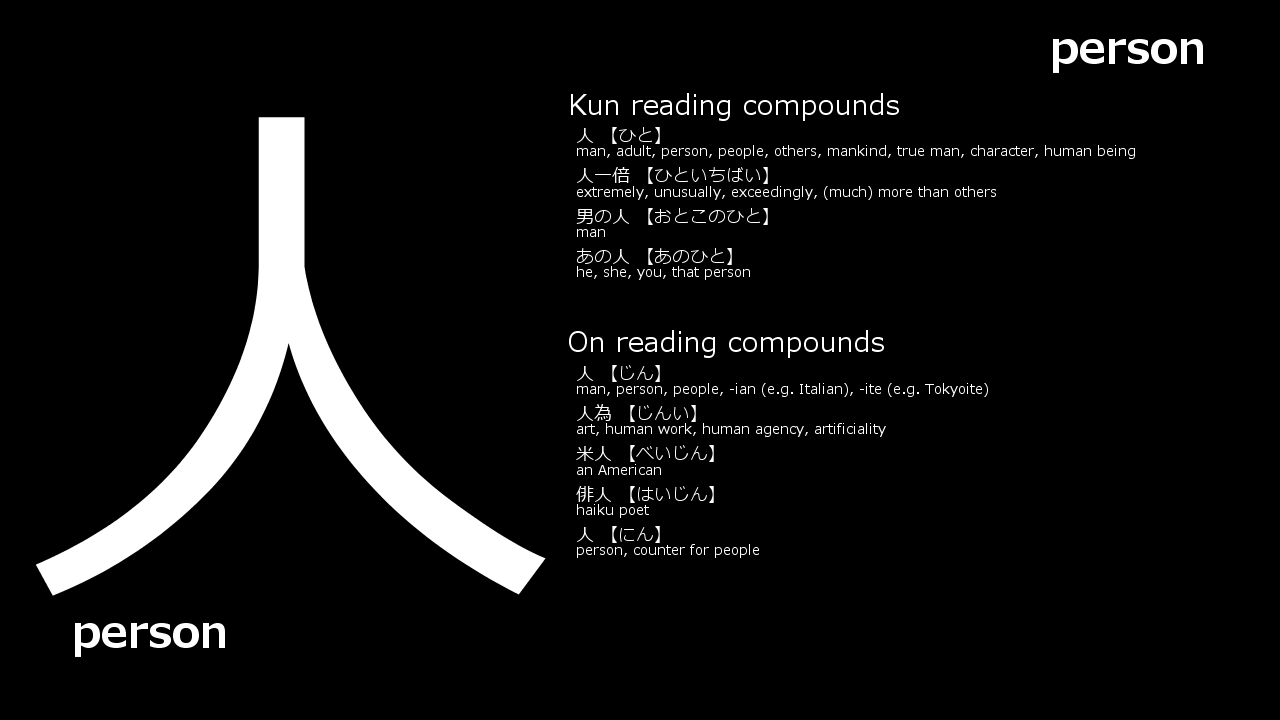 person
人
Kun reading compounds
人 【ひと】
man, adult, person, people, others, mankind, true man, character, human being
人一倍 【ひといちばい】
extremely, unusually, exceedingly, (much) more than others
男の人 【おとこのひと】
man
あの人 【あのひと】
he, she, you, that person
On reading compounds
人 【じん】
man, person, people, -ian (e.g. Italian), -ite (e.g. Tokyoite)
人為 【じんい】
art, human work, human agency, artificiality
米人 【べいじん】
an American
俳人 【はいじん】
haiku poet
人 【にん】
person, counter for people
person